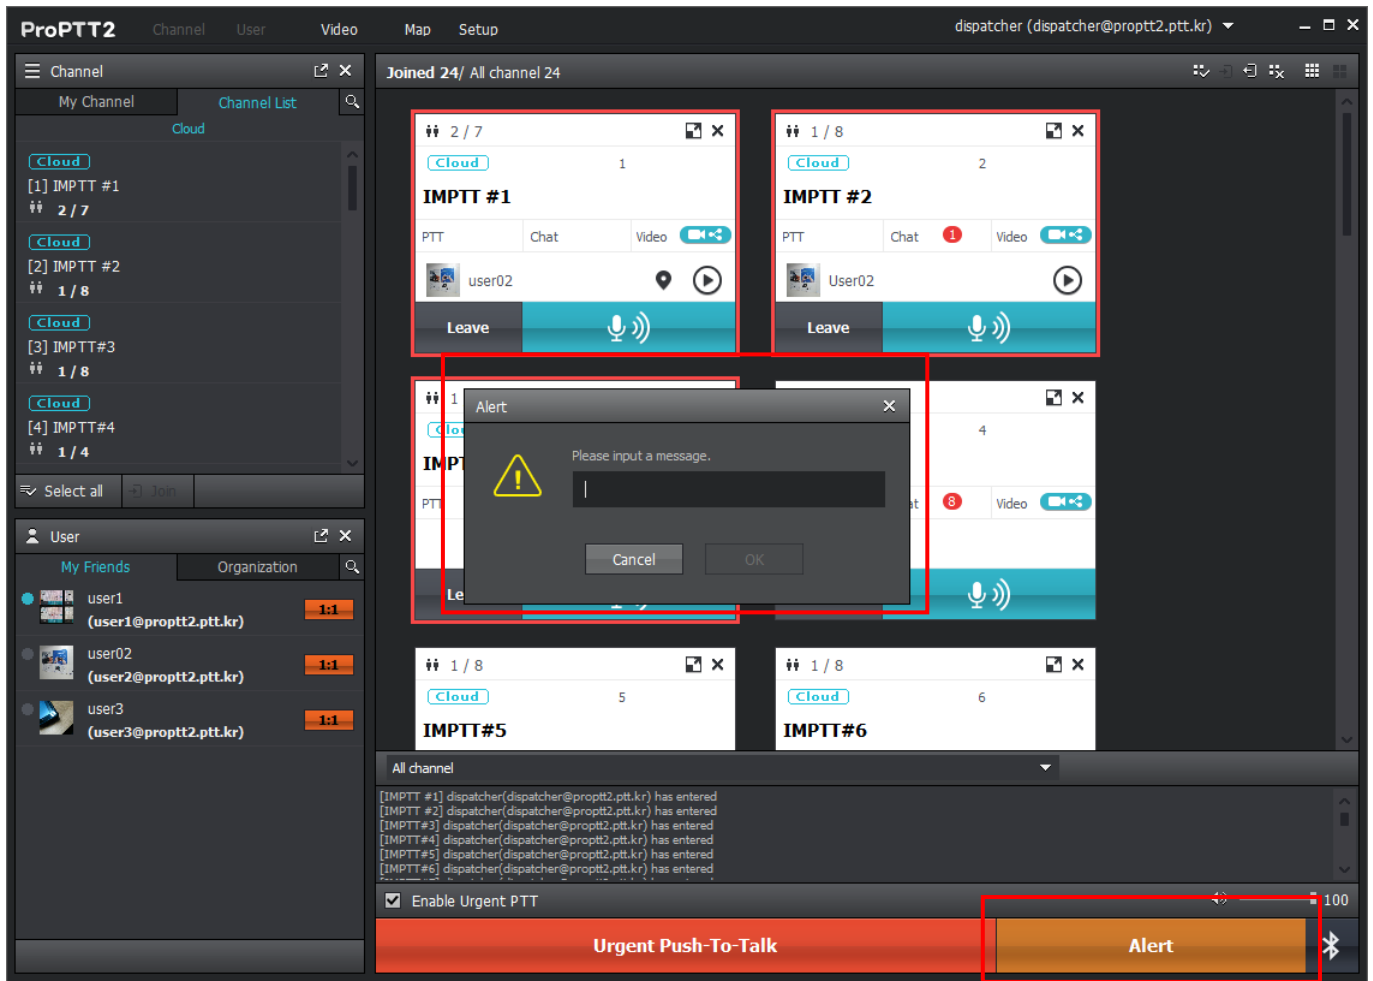 ProPTT2 Channel User Video Map Setup dispatcher (dispatcher@proptt2.ptt.kr)
Channel
My Channel Channel List
Cloud
Cloud
[1] IMPTT #1
2 / 7
Cloud
[2] IMPTT #2
1 / 8
Cloud
[3] IMPTT#3
1 / 8
Cloud
[4] IMPTT#4
1 / 4
Select all Join
User
My Friends Organization
user1
(user1@proptt2.ptt.kr)
1:1
user02
(user2@proptt2.ptt.kr)
1:1
user3
(user3@proptt2.ptt.kr)
1:1
Joined 24/ All channel 24
2 / 7
Cloud 1
IMPTT #1
PTT Chat Video
user02
Leave
1 / 8
Cloud 2
IMPTT #2
PTT Chat 1 Video
User02
Leave
1
PTT
4
8 Video
Alert
Please input a message.
Cancel OK
1 / 8
Cloud 5
IMPTT#5
1 / 8
Cloud 6
IMPTT#6
All channel
[IMPTT #1] dispatcher(dispatcher@proptt2.ptt.kr) has entered
[IMPTT #2] dispatcher(dispatcher@proptt2.ptt.kr) has entered
[IMPTT#3] dispatcher(dispatcher@proptt2.ptt.kr) has entered
[IMPTT#4] dispatcher(dispatcher@proptt2.ptt.kr) has entered
[IMPTT#5] dispatcher(dispatcher@proptt2.ptt.kr) has entered
[IMPTT#6] dispatcher(dispatcher@proptt2.ptt.kr) has entered
Enable Urgent PTT 100
Urgent Push-To-Talk Alert